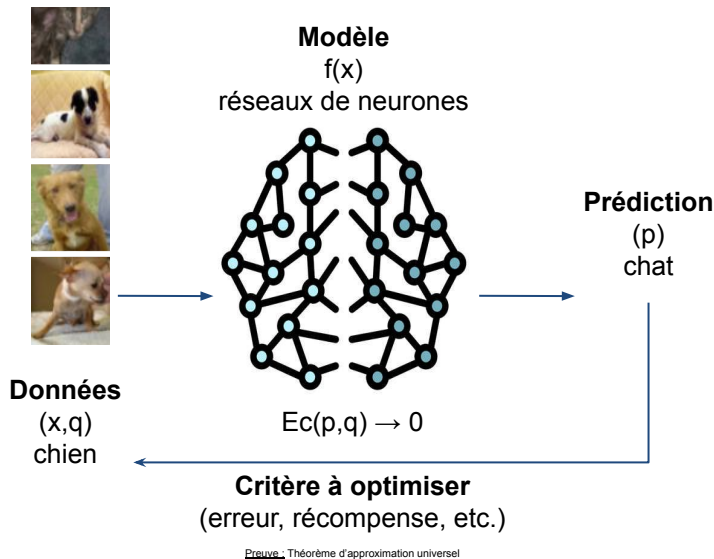 Modèle
f(x)
réseaux de neurones
Prédiction
(p)
chat
Données
(x,q)
chien
Ec(p,q) → 0
Critère à optimiser
(erreur, récompense, etc.)
Preuve : Théorème d'approximation universel